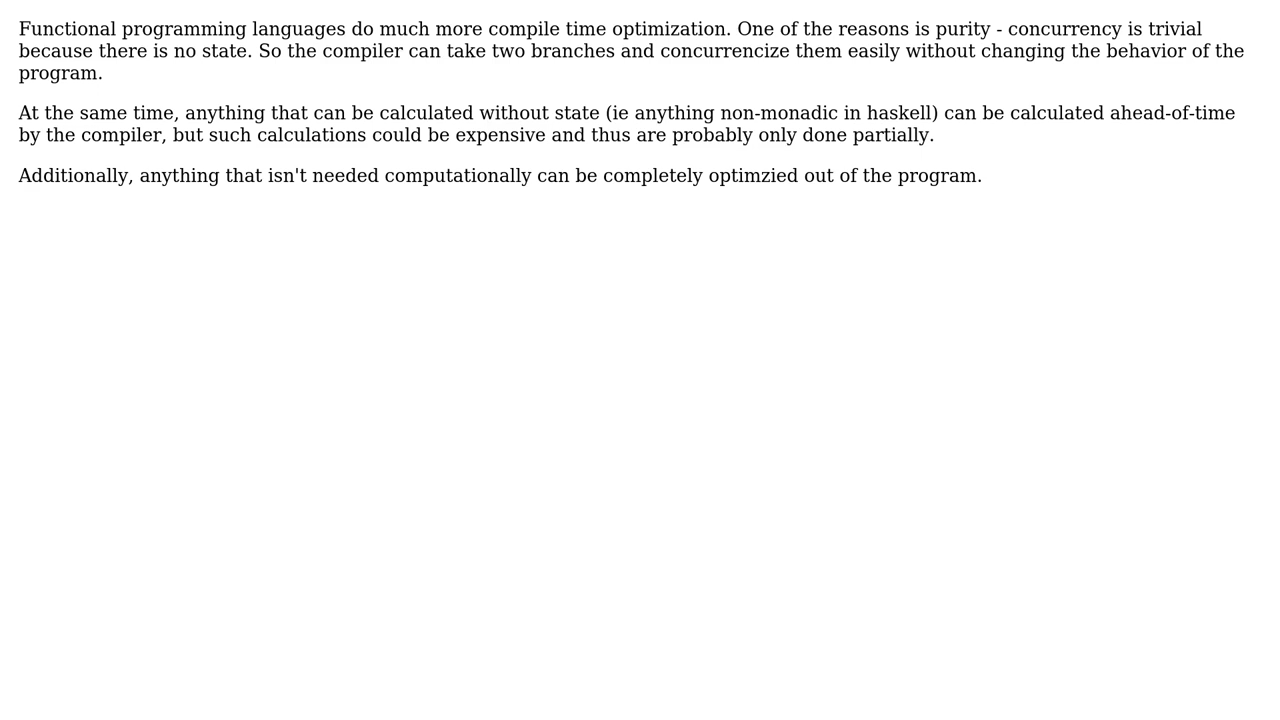 Functional programming languages do much more compile time optimization. One of the reasons is purity - concurrency is trivial
because there is no state. So the compiler can take two branches and concurrencize them easily without changing the behavior of the
program.
At the same time, anything that can be calculated without state (ie anything non-monadic in haskell) can be calculated ahead-of-time
by the compiler, but such calculations could be expensive and thus are probably only done partially.
Additionally, anything that isn't needed computationally can be completely optimzied out of the program.